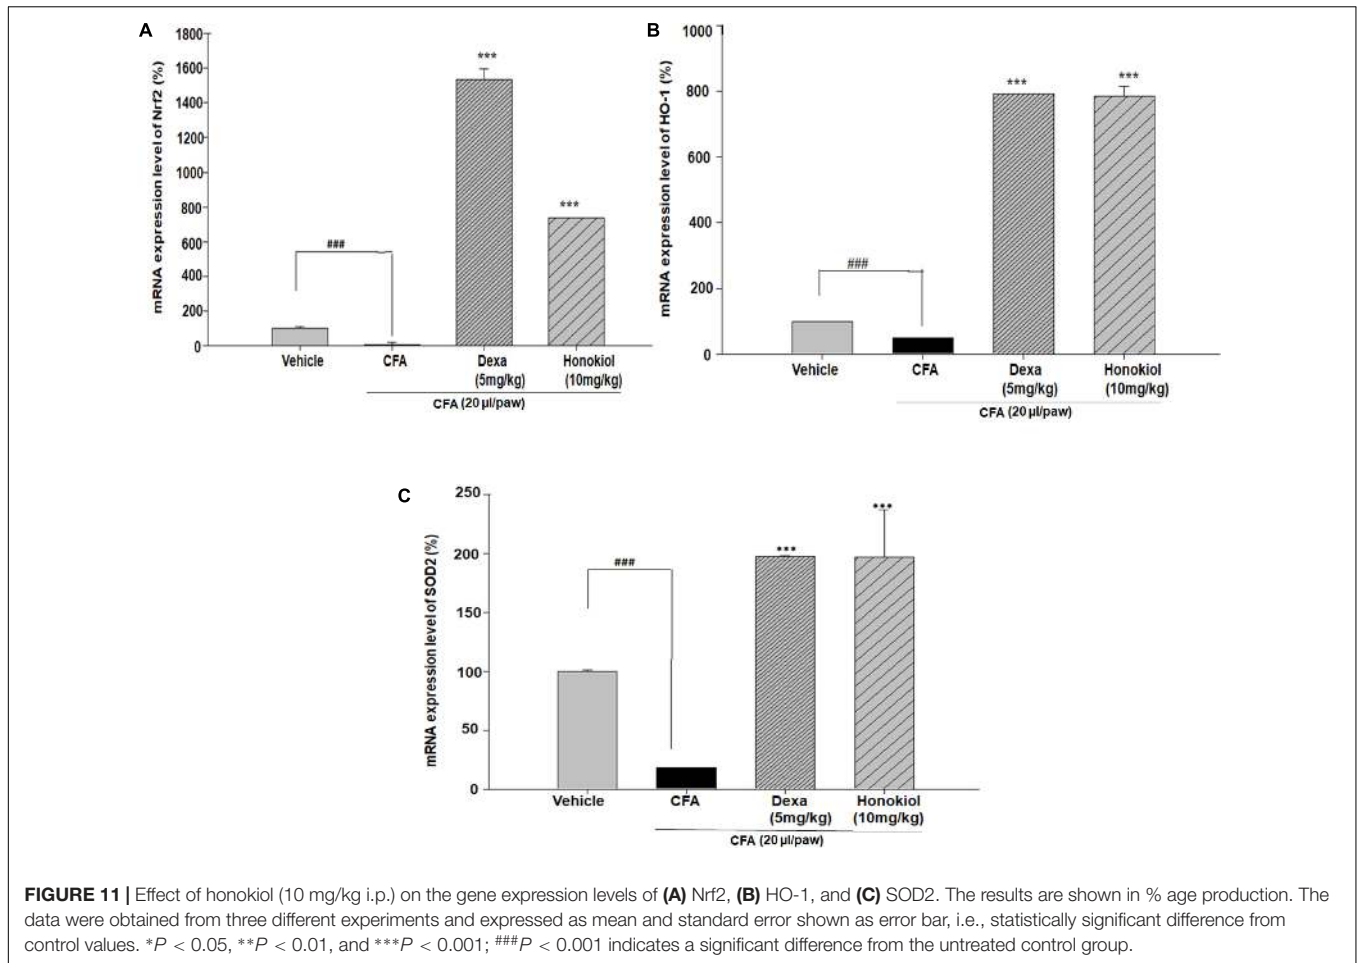 A
mRNA expression level of Nrf2 (%)
1800
1600
1400
1200
1000
800
600
400
200
0
***
***
###
Vehicle
CFA
Dexa
(5mg/kg)
Honokiol
(10mg/kg)
CFA (20 µl/paw)
B
mRNA expression level of HO-1 (%)
1000
800
600
400
200
0
***
***
###
Vehicle
CFA
Dexa
(5mg/kg)
Honokiol
(10mg/kg)
CFA (20 µl/paw)
C
mRNA expression level of SOD2 (%)
250
200
150
100
50
0
***
***
###
Vehicle
CFA
Dexa
(5mg/kg)
Honokiol
(10mg/kg)
CFA (20 µl/paw)
FIGURE 11 | Effect of honokiol (10 mg/kg i.p.) on the gene expression levels of (A) Nrf2, (B) HO-1, and (C) SOD2. The results are shown in % age production. The
data were obtained from three different experiments and expressed as mean and standard error shown as error bar, i.e., statistically significant difference from
control values. *P < 0.05, **P < 0.01, and ***P < 0.001; ###P < 0.001 indicates a significant difference from the untreated control group.